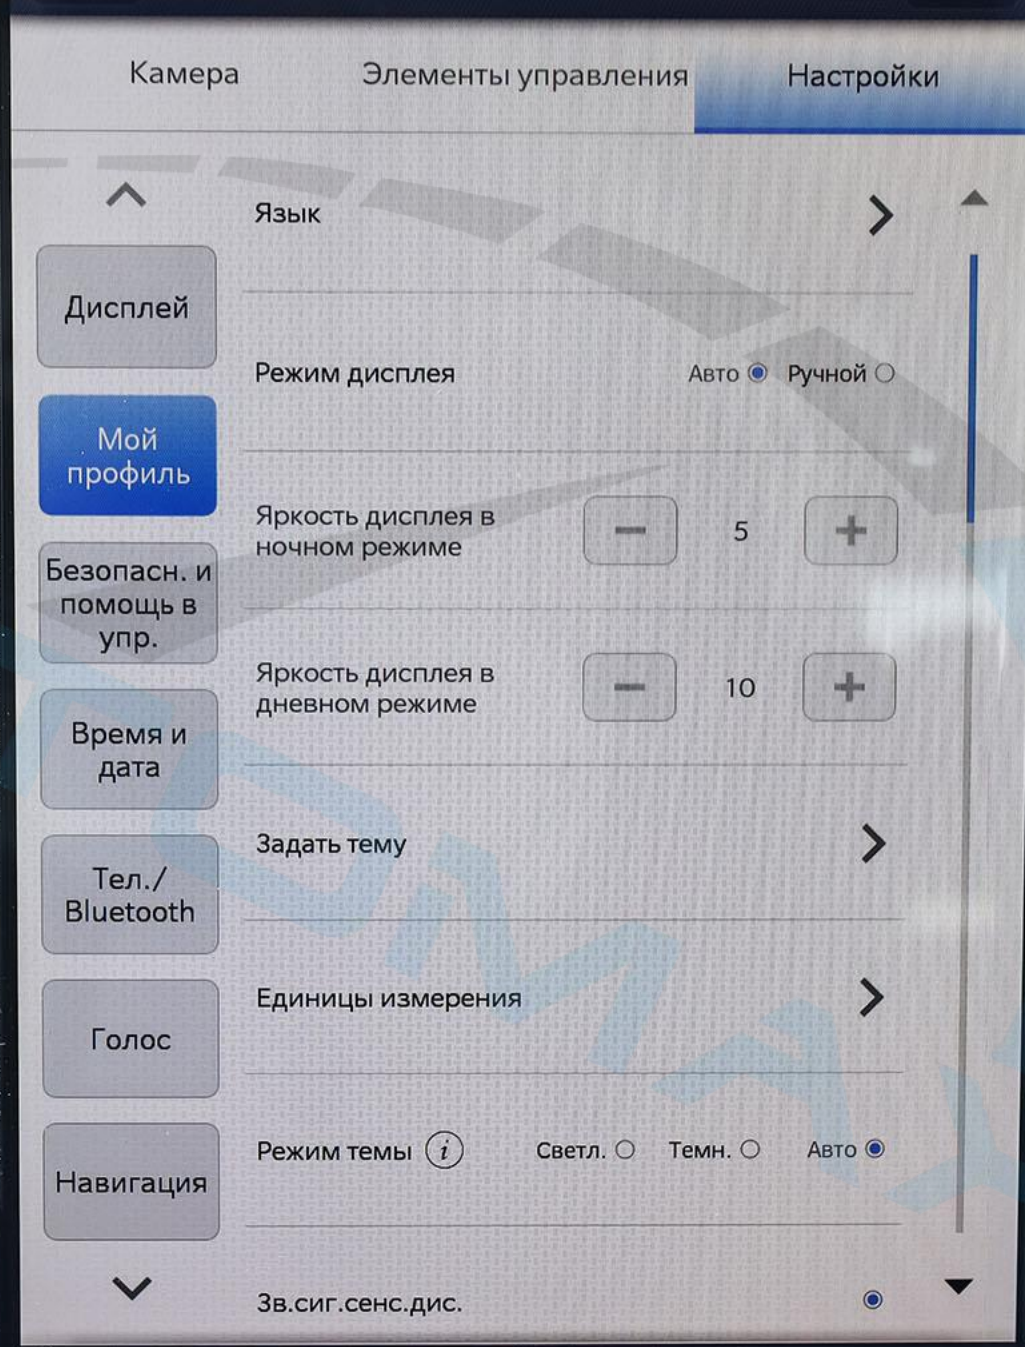 Камера
Элементы управления
Настройки
Дисплей
Мой
профиль
Безопасн. и
помощь в
упр.
Время и
дата
Тел./
Bluetooth
Голос
Навигация
Язык
Режим дисплея
Авто
Ручной
Яркость дисплея в
ночном режиме
5
Яркость дисплея в
дневном режиме
10
Задать тему
Единицы измерения
Режим темы
i
Светл.
Темн.
Авто
Зв.сиг.сенс.дис.